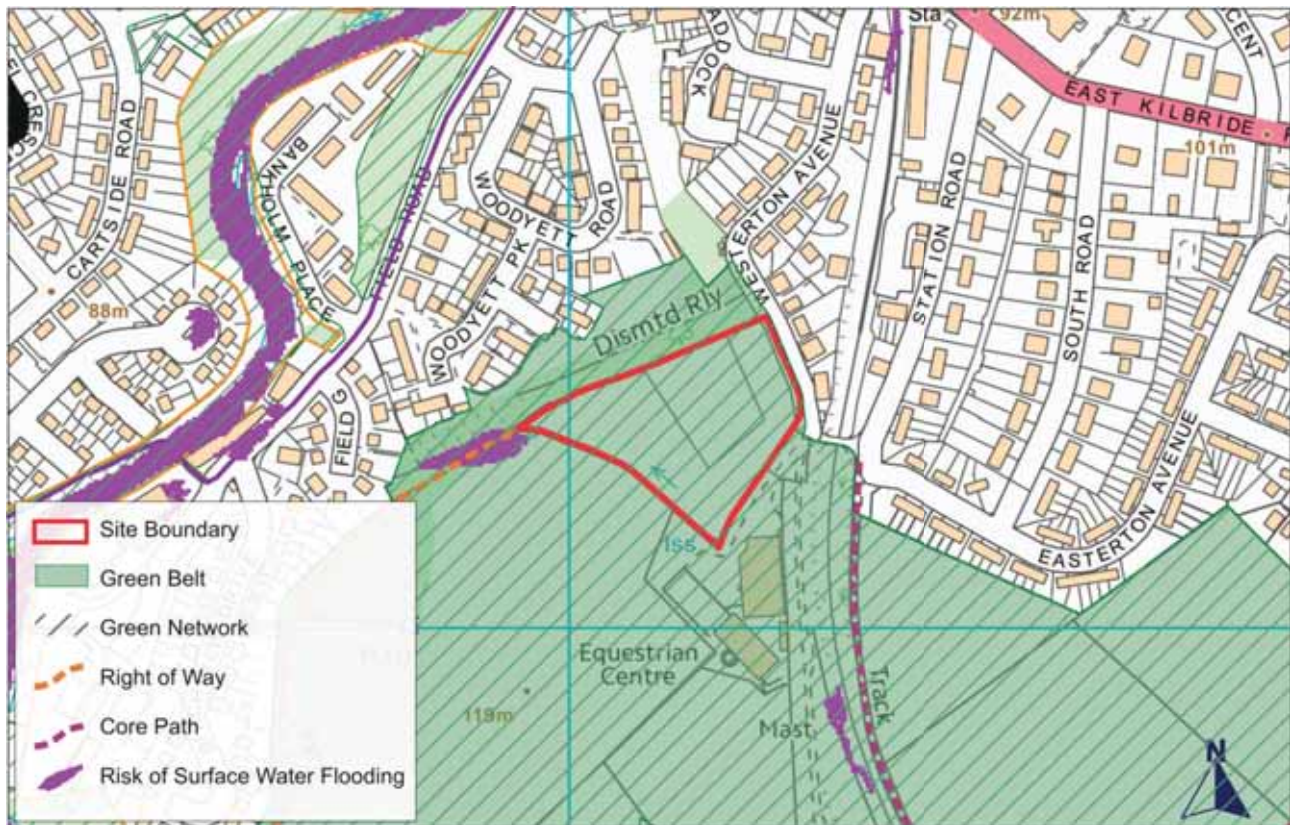 Sta
92m
EAST KILBRIDE R
101m
CARTSIDE ROAD
BANKHOLM PLACE
FIELD ROAD
WOODYETT ROAD
WOODYETT PK
WESTERTON AVENUE
STATION ROAD
SOUTH ROAD
88m
Dismtd Rly
FIELD G
EASTERTON AVENUE
Iss
Equestrian
Centre
Mast
Track
119m
Site Boundary
Green Belt
Green Network
Right of Way
Core Path
Risk of Surface Water Flooding
N